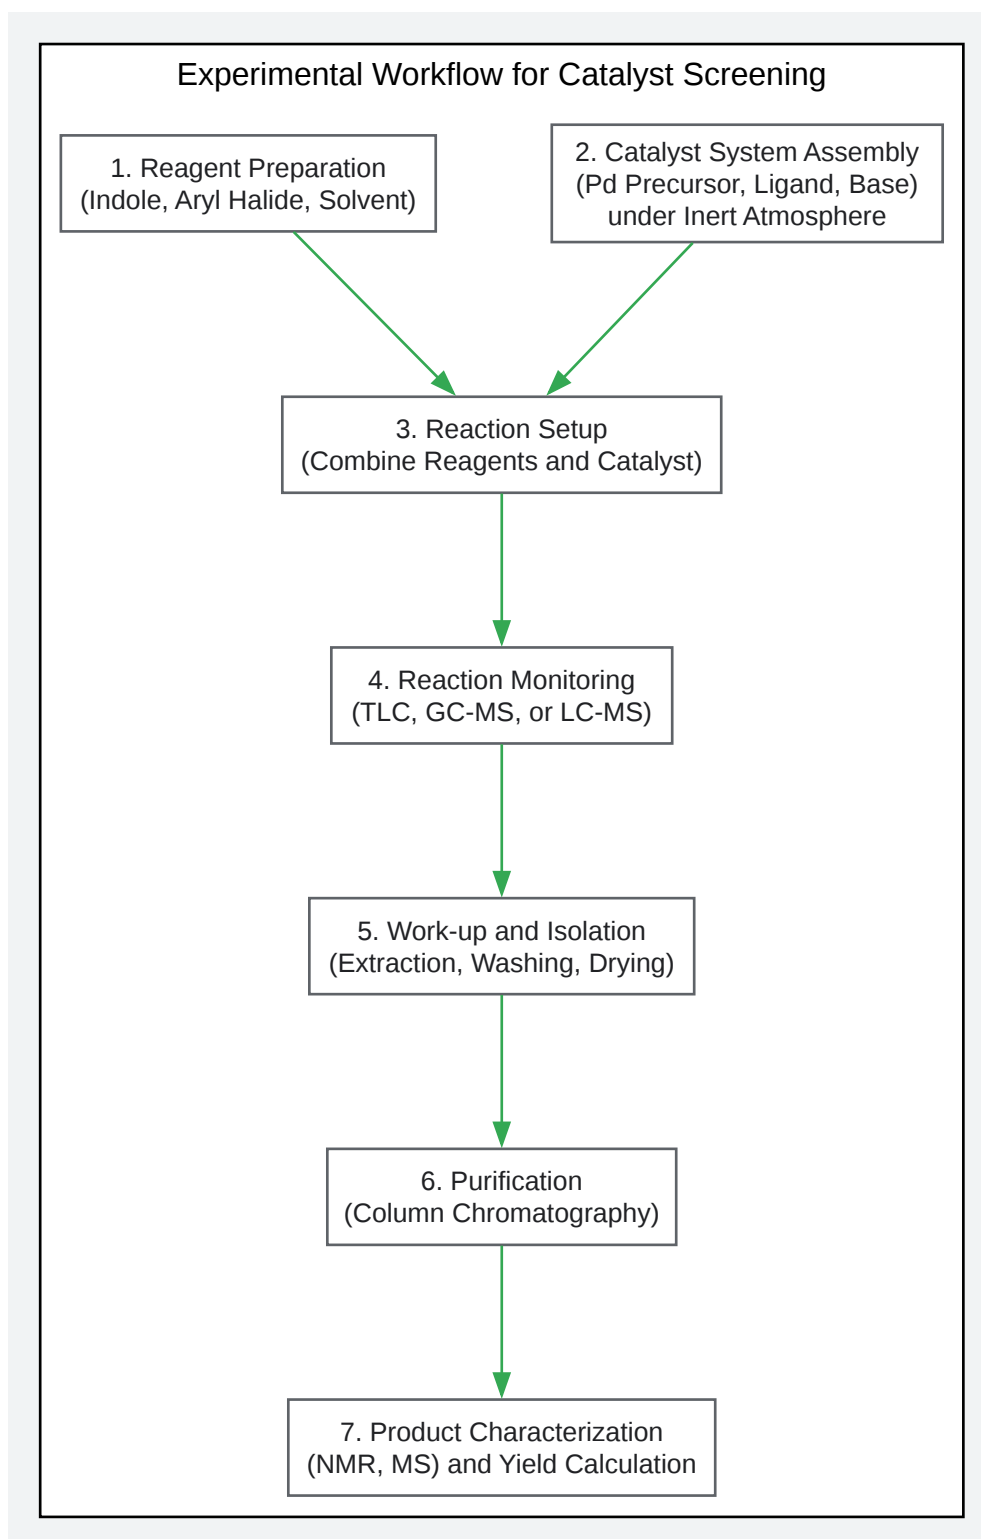 Experimental Workflow for Catalyst Screening
1. Reagent Preparation
(Indole, Aryl Halide, Solvent)
2. Catalyst System Assembly
(Pd Precursor, Ligand, Base)
under Inert Atmosphere
3. Reaction Setup
(Combine Reagents and Catalyst)
4. Reaction Monitoring
(TLC, GC-MS, or LC-MS)
5. Work-up and Isolation
(Extraction, Washing, Drying)
6. Purification
(Column Chromatography)
7. Product Characterization
(NMR, MS) and Yield Calculation